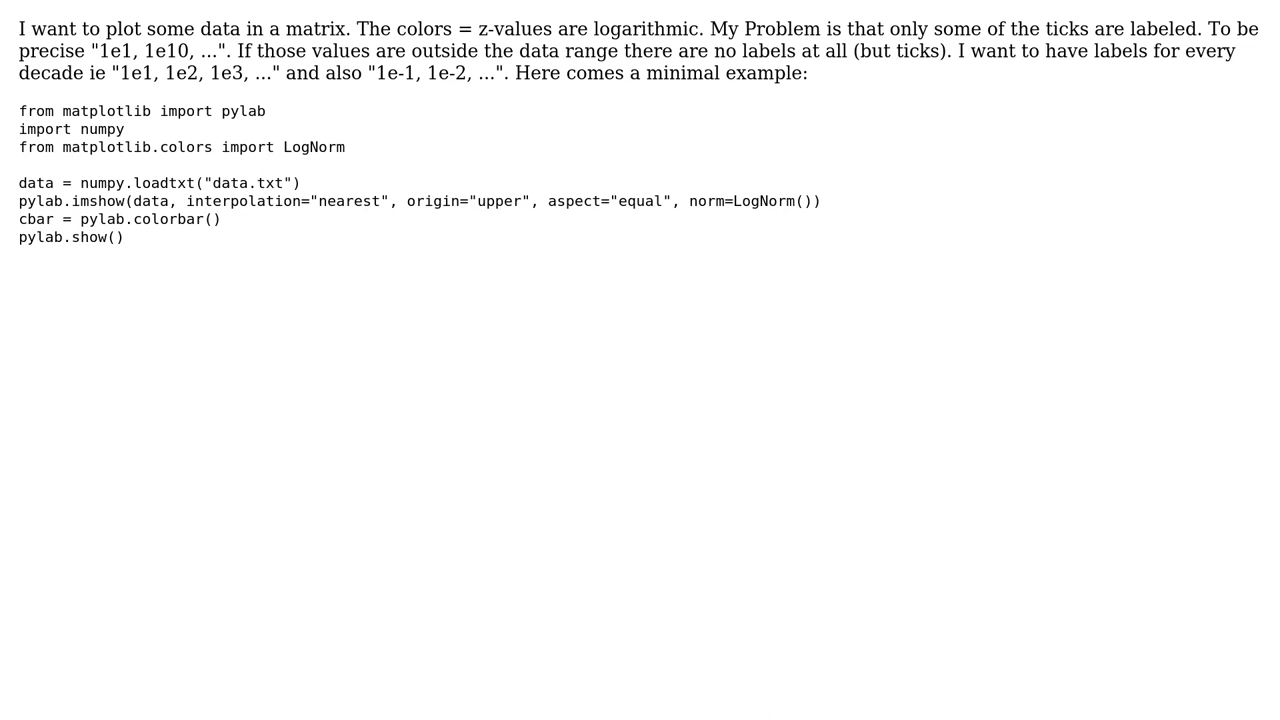 I want to plot some data in a matrix. The colors = z-values are logarithmic. My Problem is that only some of the ticks are labeled. To be
precise "1e1, 1e10, ...". If those values are outside the data range there are no labels at all (but ticks). I want to have labels for every
decade ie "1e1, 1e2, 1e3, ..." and also "1e-1, 1e-2, ...". Here comes a minimal example:
from matplotlib import pylab
import numpy
from matplotlib.colors import LogNorm
data = numpy.loadtxt("data.txt")
pylab.imshow(data, interpolation="nearest", origin="upper", aspect="equal", norm=LogNorm())
cbar = pylab.colorbar()
pylab.show()